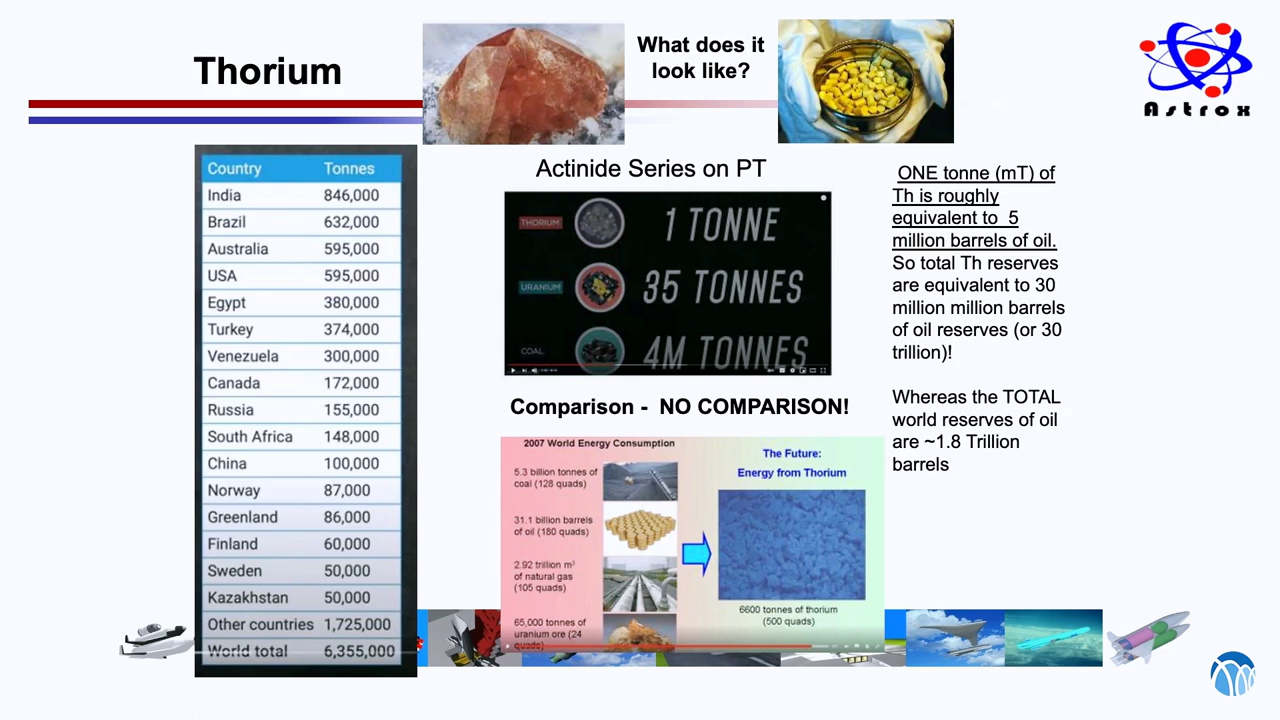 Thorium
What does it
look like?
Astrox
Country Tonnes
India 846,000
Brazil 632,000
Australia 595,000
USA 595,000
Egypt 380,000
Turkey 374,000
Venezuela 300,000
Canada 172,000
Russia 155,000
South Africa 148,000
China 100,000
Norway 87,000
Greenland 86,000
Finland 60,000
Sweden 50,000
Kazakhstan 50,000
Other countries 1,725,000
World total 6,355,000
Actinide Series on PT
THORIUM 1 TONNE
URANIUM 35 TONNES
COAL 4M TONNES
Comparison - NO COMPARISON!
2007 World Energy Consumption
5.3 billion tonnes of
coal (128 quads)
31.1 billion barrels
of oil (180 quads)
2.92 trillion m³
of natural gas
(105 quads)
65,000 tonnes of
uranium ore (24
quads)
The Future:
Energy from Thorium
6600 tonnes of thorium
(500 quads)
ONE tonne (mT) of
Th is roughly
equivalent to 5
million barrels of oil.
So total Th reserves
are equivalent to 30
million million barrels
of oil reserves (or 30
trillion)!
Whereas the TOTAL
world reserves of oil
are ~1.8 Trillion
barrels